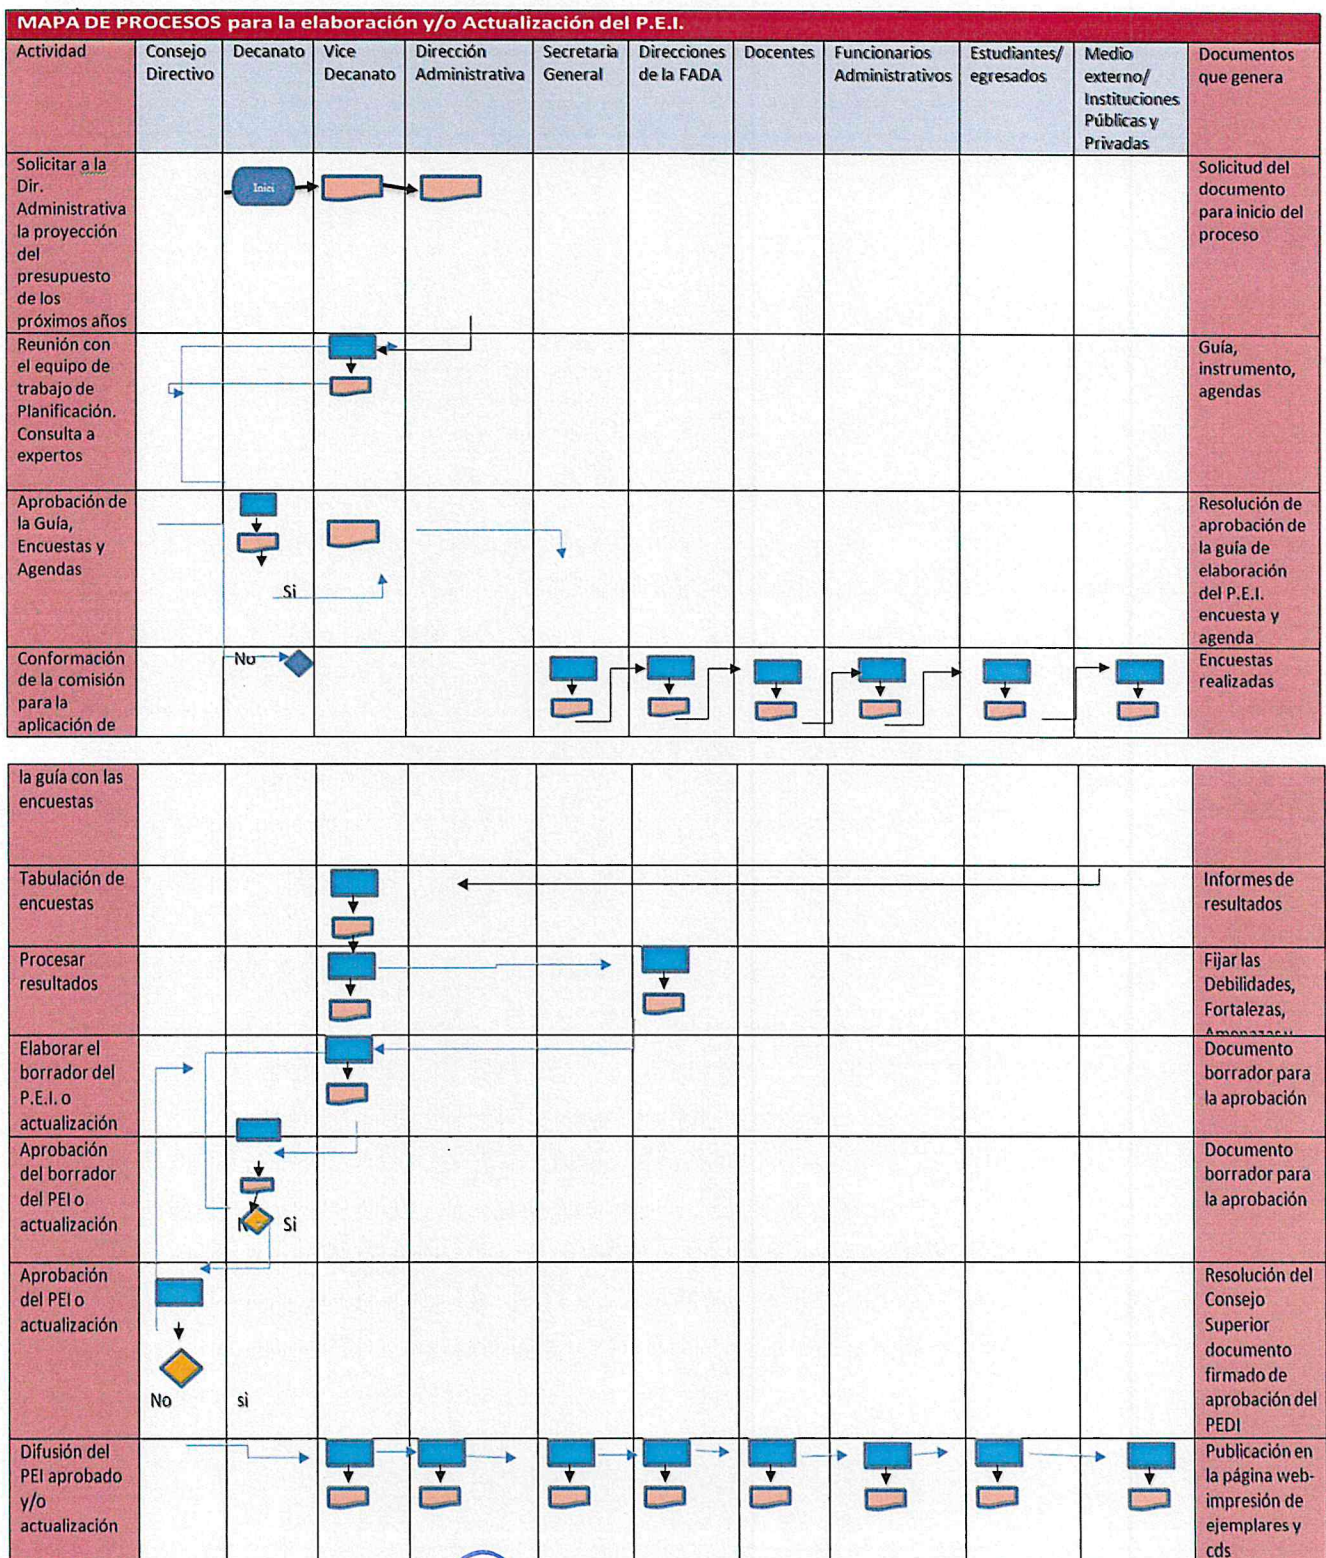 MAPA DE PROCESOS para la elaboración y/o Actualización del P.E.I.
Actividad
Consejo
Directivo
Decanato
Vice
Decanato
Dirección
Administrativa
Secretaria
General
Direcciones
de la FADA
Docentes
Funcionarios
Administrativos
Estudiantes/
egresados
Medio
externo/
Instituciones
Públicas y
Privadas
Documentos
que genera
Solicitar a la
Dir.
Administrativa
la proyección
del
presupuesto
de los
próximos años
Inici
Solicitud del
documento
para inicio del
proceso
Reunión con
el equipo de
trabajo de
Planificación.
Consulta a
expertos
Guía,
instrumento,
agendas
Aprobación de
la Guía,
Encuestas y
Agendas
Sì
Resolución de
aprobación de
la guía de
elaboración
del P.E.I.
encuesta y
agenda
Conformación
de la comisión
para la
aplicación de
No
Encuestas
realizadas
la guía con las
encuestas
Tabulación de
encuestas
Informes de
resultados
Procesar
resultados
Fijar las
Debilidades,
Fortalezas,
Amenazas y
Elaborar el
borrador del
P.E.I. o
actualización
Documento
borrador para
la aprobación
Aprobación
del borrador
del PEI o
actualización
N
Sì
Documento
borrador para
la aprobación
Aprobación
del PEI o
actualización
No
sì
Resolución del
Consejo
Superior
documento
firmado de
aprobación del
PEDI
Difusión del
PEI aprobado
y/o
actualización
Publicación en
la página web-
impresión de
ejemplares y
cds